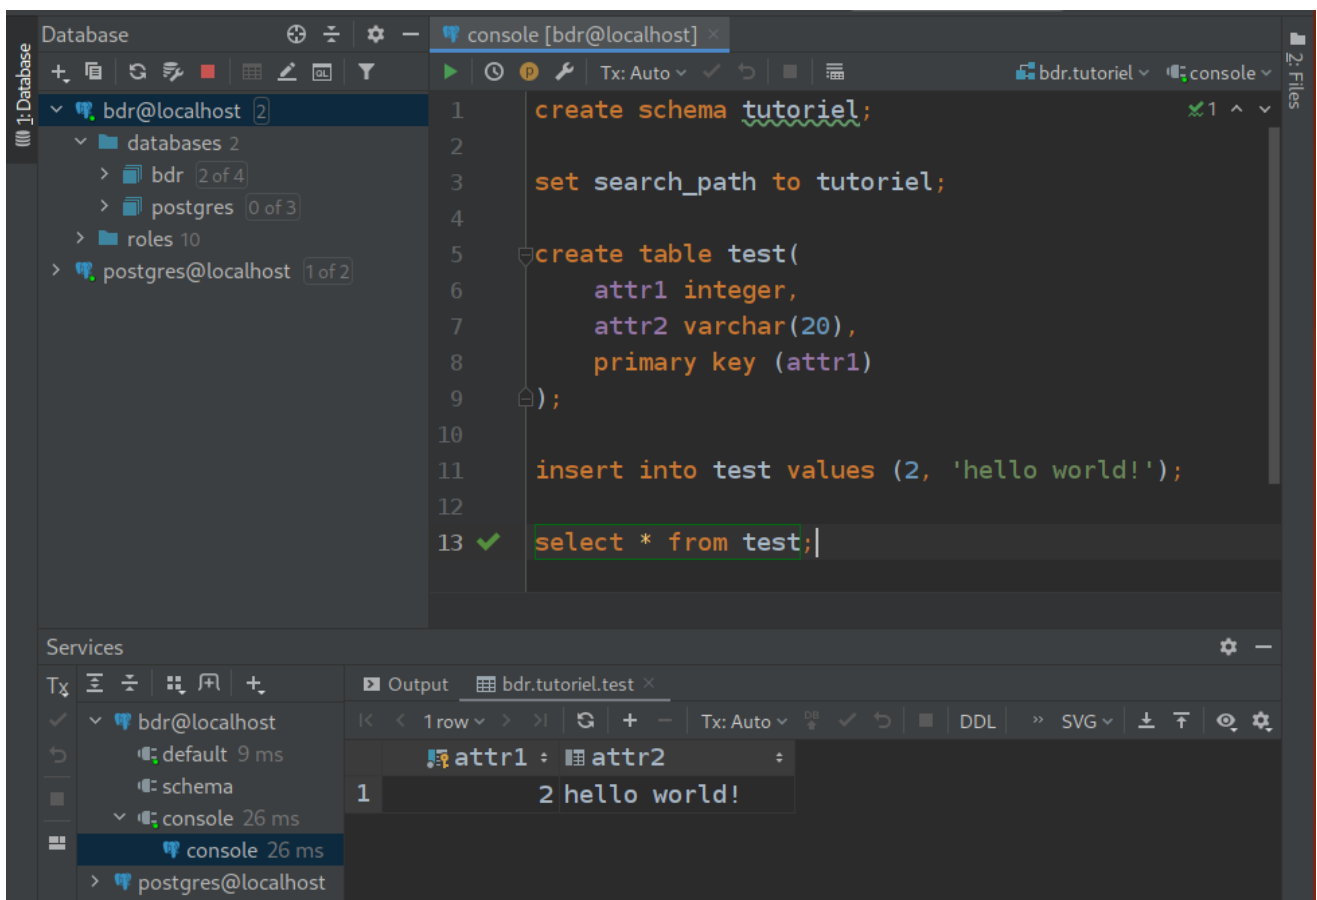 Database
console [bdr@localhost]
1: Database
2: Files
Tx: Auto
bdr.tutoriel
console
bdr@localhost 2
databases 2
bdr 2 of 4
postgres 0 of 3
roles 10
postgres@localhost 1 of 2
1 create schema tutoriel;
1
2
3 set search_path to tutoriel;
4
5 create table test(
6 attr1 integer,
7 attr2 varchar(20),
8 primary key (attr1)
9 );
10
11 insert into test values (2, 'hello world!');
12
13 select * from test;
Services
Tx
bdr@localhost
default 9 ms
schema
console 26 ms
console 26 ms
postgres@localhost
Output
bdr.tutoriel.test
1 row
Tx: Auto
DB
DDL
SVG
attr1 attr2
1 2 hello world!